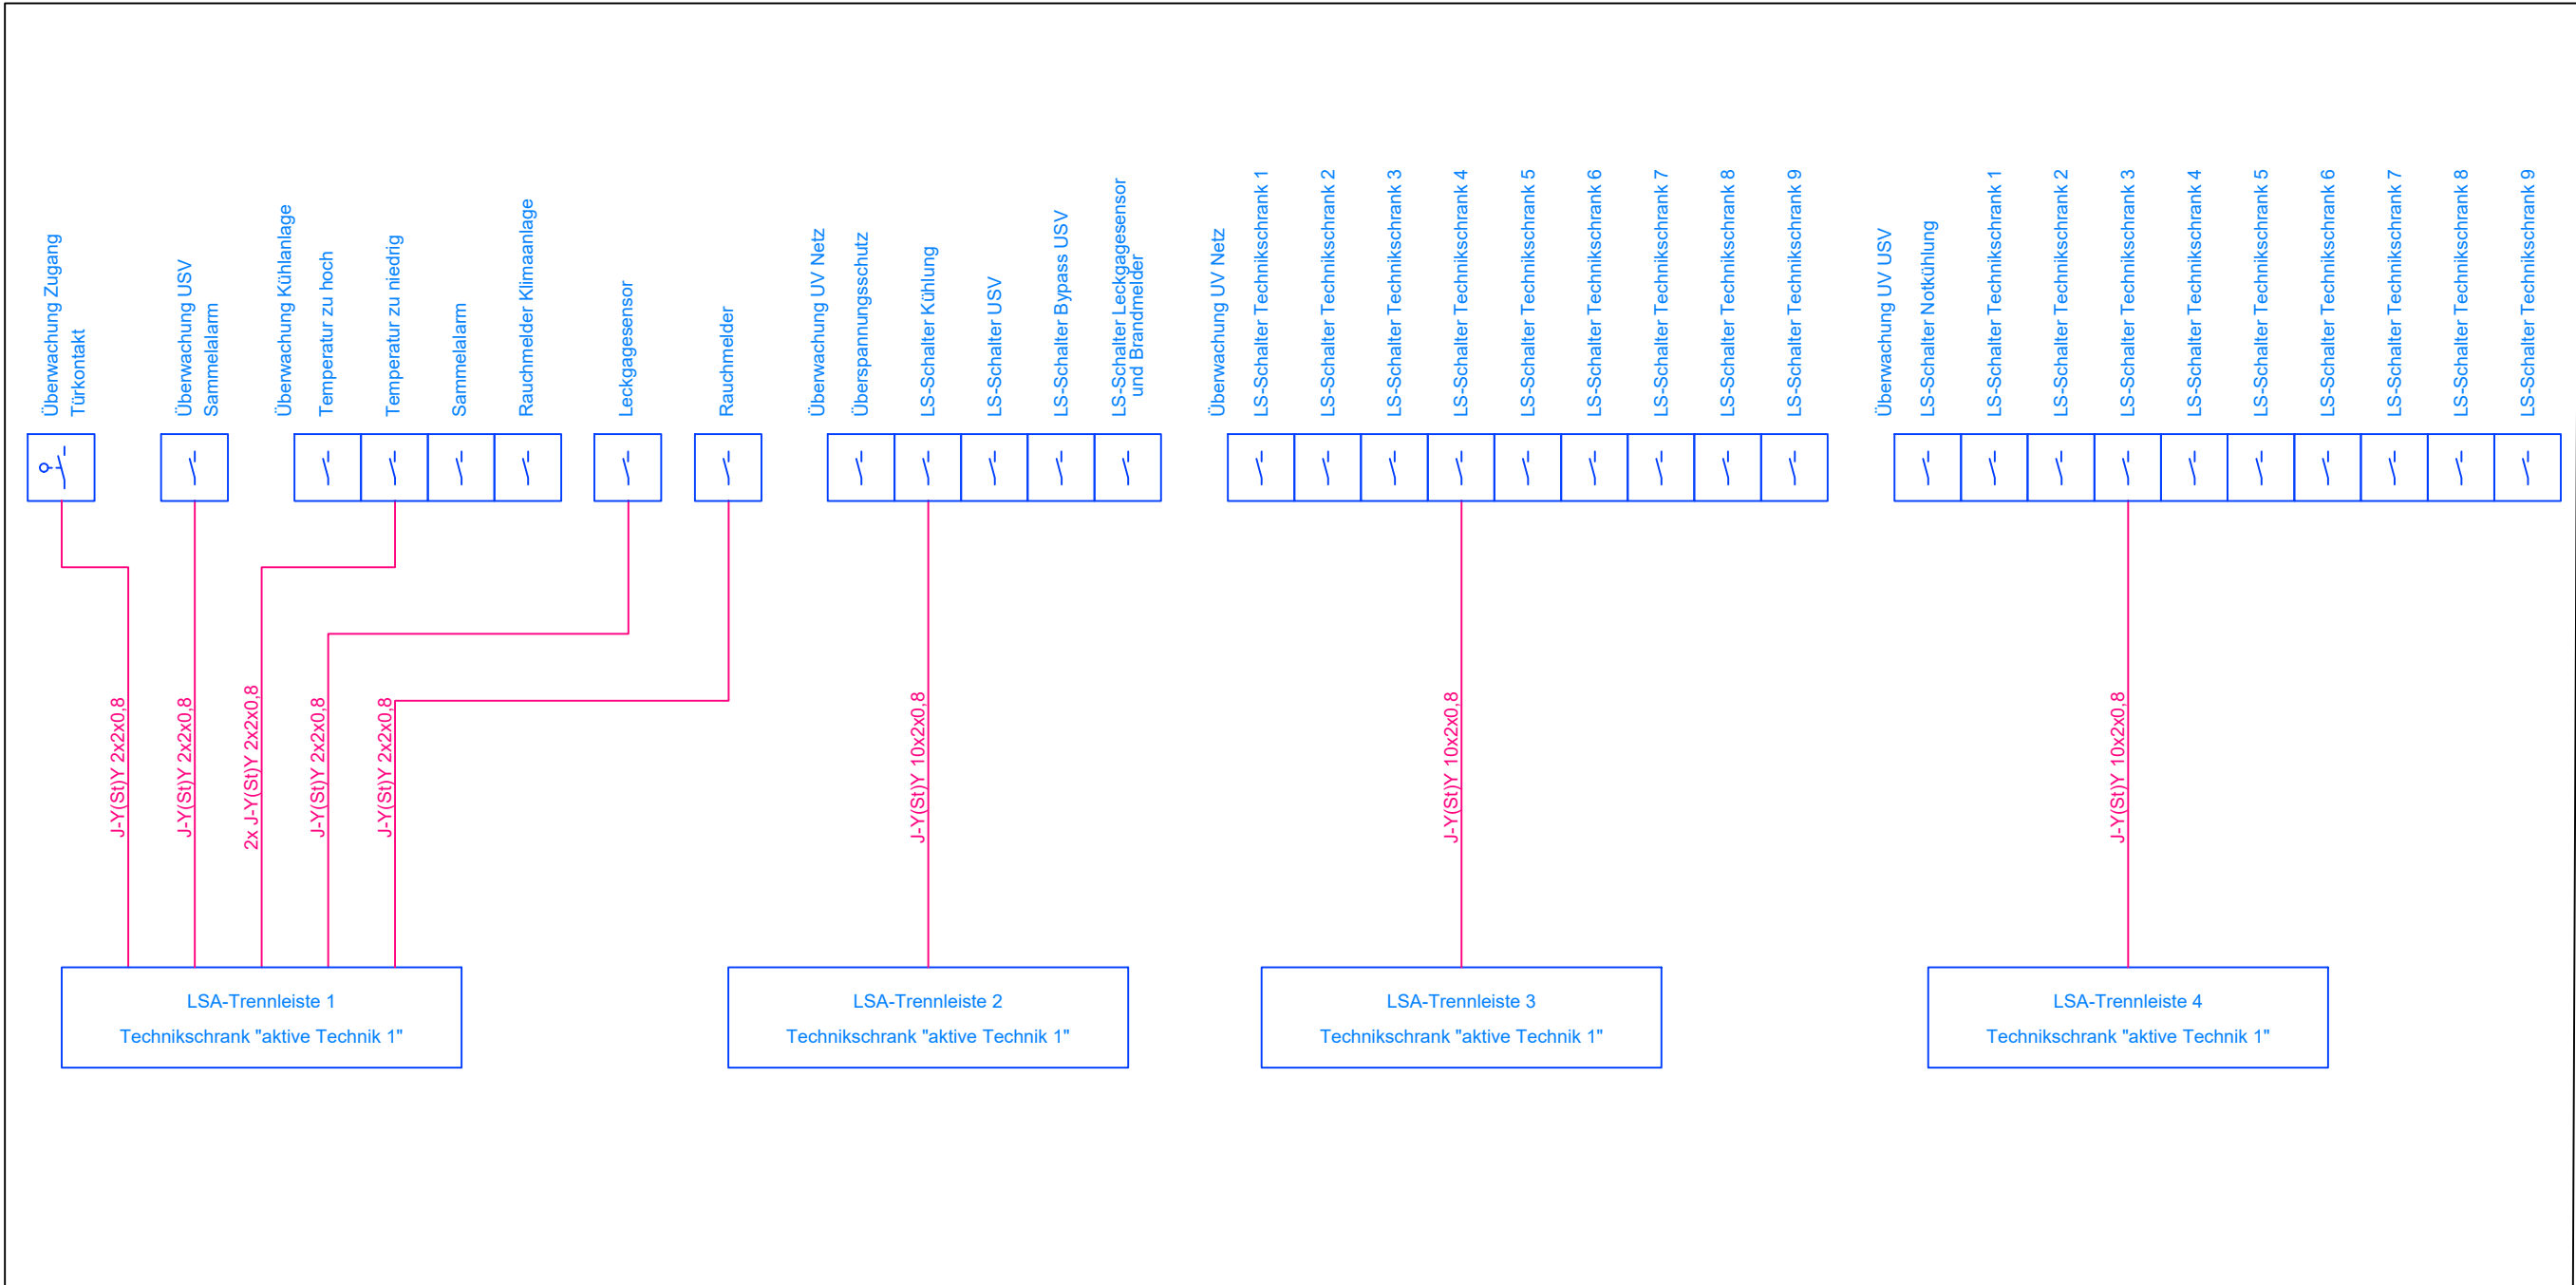 Überwachung Zugang
Türkontakt
Überwachung USV
Sammelalarm
Überwachung Kühlanlage
Temperatur zu hoch
Temperatur zu niedrig
Sammelalarm
Rauchmelder Klimaanlage
Leckgagesensor
Rauchmelder
Überwachung UV Netz
Überspannungsschutz
LS-Schalter Kühlung
LS-Schalter USV
LS-Schalter Bypass USV
LS-Schalter Leckgagesensor
und Brandmelder
Überwachung UV Netz
LS-Schalter Technikschrank 1
LS-Schalter Technikschrank 2
LS-Schalter Technikschrank 3
LS-Schalter Technikschrank 4
LS-Schalter Technikschrank 5
LS-Schalter Technikschrank 6
LS-Schalter Technikschrank 7
LS-Schalter Technikschrank 8
LS-Schalter Technikschrank 9
Überwachung UV USV
LS-Schalter Notkühlung
LS-Schalter Technikschrank 1
LS-Schalter Technikschrank 2
LS-Schalter Technikschrank 3
LS-Schalter Technikschrank 4
LS-Schalter Technikschrank 5
LS-Schalter Technikschrank 6
LS-Schalter Technikschrank 7
LS-Schalter Technikschrank 8
LS-Schalter Technikschrank 9
J-Y(St)Y 2x2x0,8
J-Y(St)Y 2x2x0,8
2x J-Y(St)Y 2x2x0,8
J-Y(St)Y 2x2x0,8
J-Y(St)Y 2x2x0,8
J-Y(St)Y 10x2x0,8
J-Y(St)Y 10x2x0,8
J-Y(St)Y 10x2x0,8
LSA-Trennleiste 1
Technikschrank "aktive Technik 1"
LSA-Trennleiste 2
Technikschrank "aktive Technik 1"
LSA-Trennleiste 3
Technikschrank "aktive Technik 1"
LSA-Trennleiste 4
Technikschrank "aktive Technik 1"